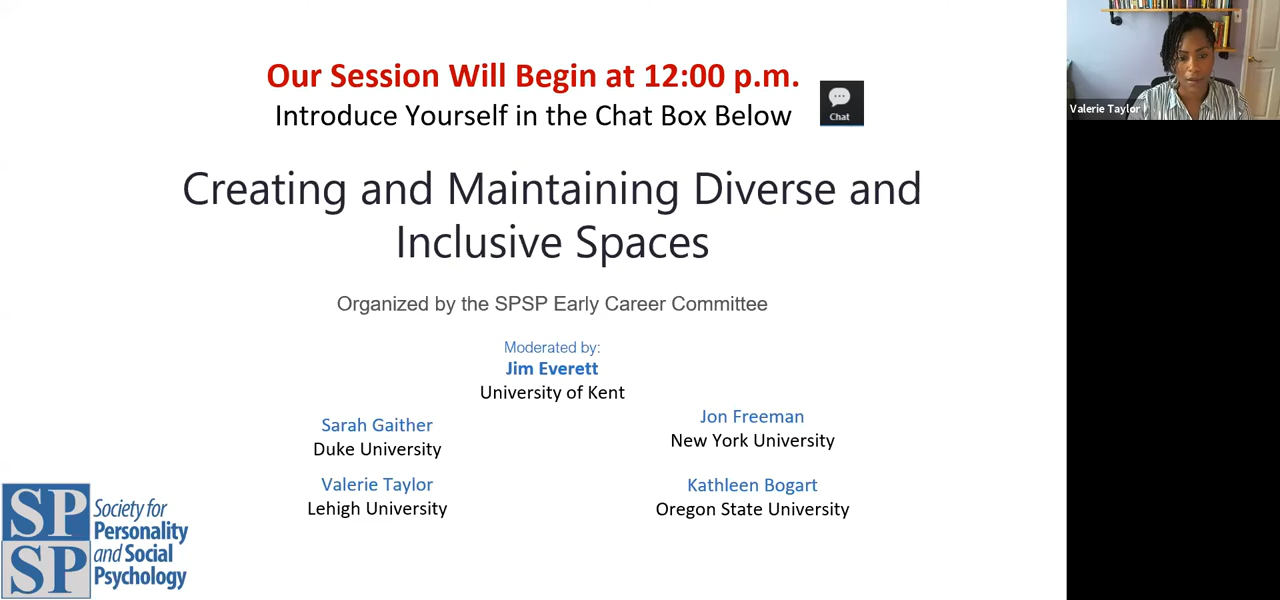 Our Session Will Begin at 12:00 p.m.
Introduce Yourself in the Chat Box Below
Chat
Valerie Taylor
Creating and Maintaining Diverse and
Inclusive Spaces
Organized by the SPSP Early Career Committee
Moderated by:
Jim Everett
University of Kent
Sarah Gaither
Duke University
Jon Freeman
New York University
Valerie Taylor
Lehigh University
Kathleen Bogart
Oregon State University
SP
SP
Society for
Personality
and Social
Psychology